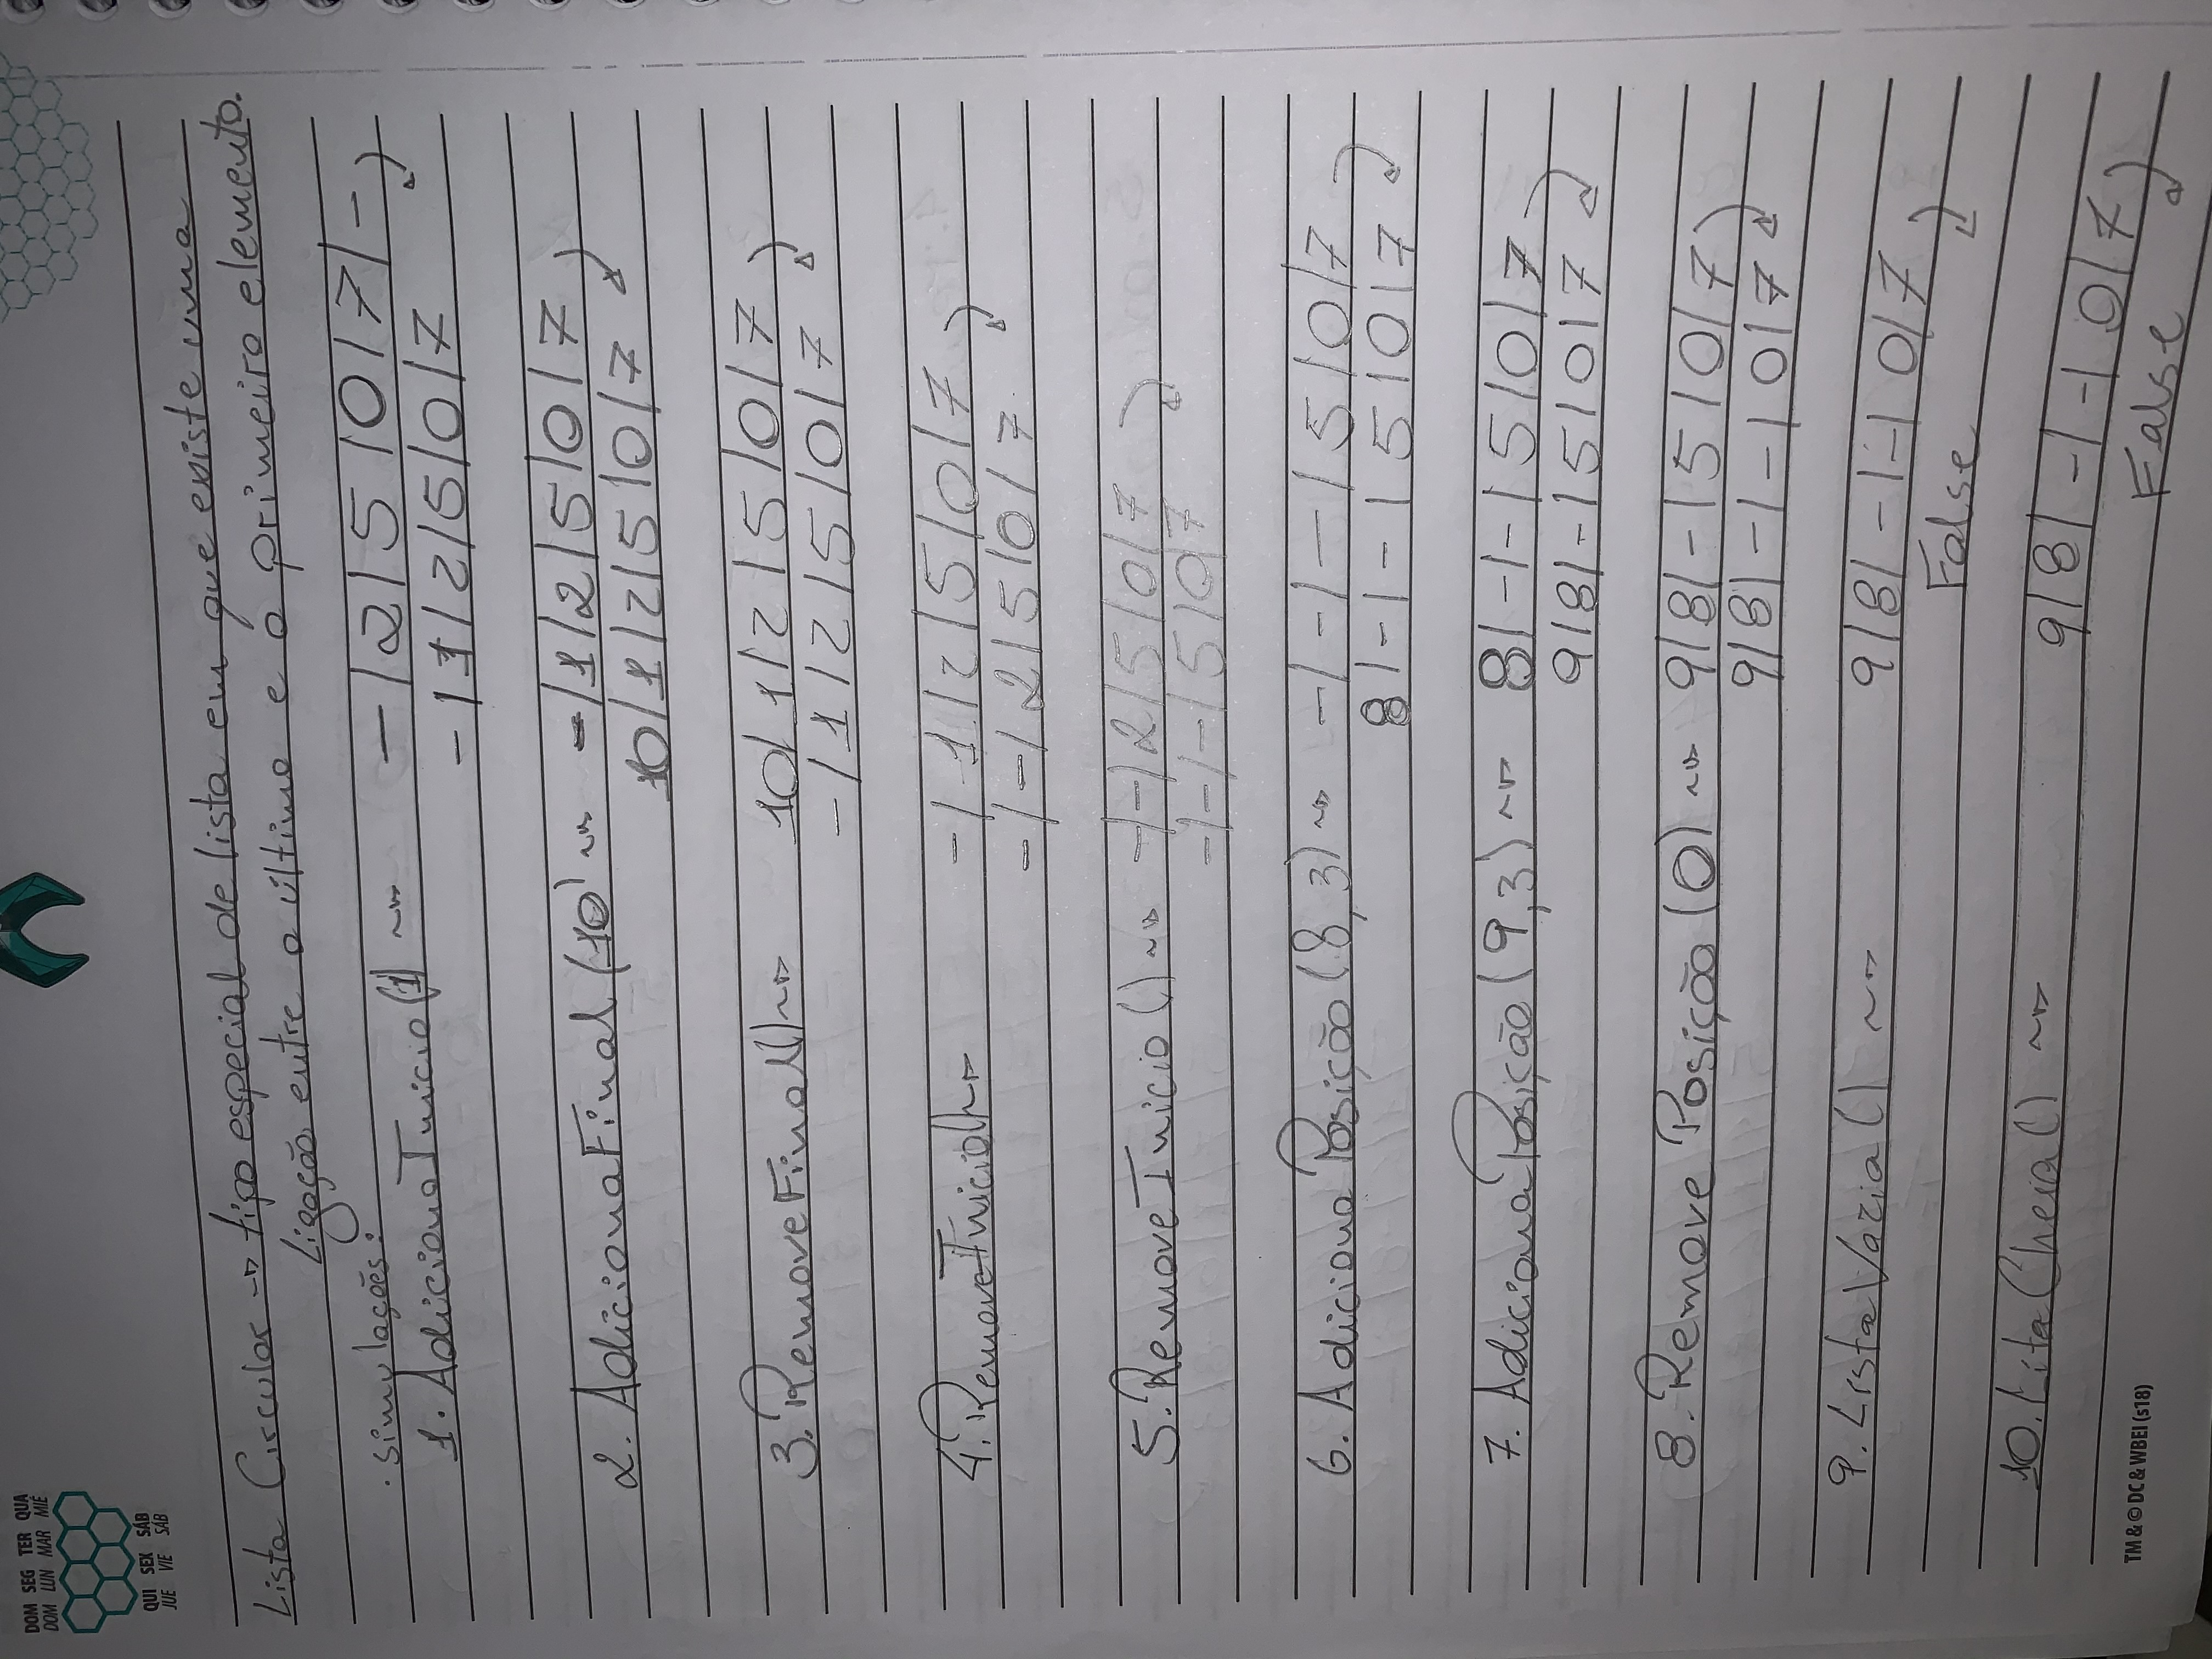 DOM SEG TER QUA
DOM LUN MAR MIÉ
QUI SEX SÁB
JUE VIE SÁB
Lista Circular → tipo especial de lista em que existe uma
Ligação entre o último e o primeiro elemento.
· Simulações:
1. AdicionaInicio(1) ~→ -|2|5|0|7|-
-|1|2|5|0|7
2. AdicionaFinal(10) ~→ -|1|2|5|0|7
10|1|2|5|0|7
3. RemoveFinal() ~→ 10|1|2|5|0|7
-|1|2|5|0|7
4. RemoveInicio() ~→ -|1|2|5|0|7
-|-|2|5|0|7
5. RemoveInicio() ~→ -|-|2|5|0|7
-|-|-|5|0|7
6. Adiciona Posição(8,3) ~→ -|-|-|5|0|7
8|-|-|5|0|7
7. AdicionaPosição(9,3) ~→ 8|-|-|5|0|7
9|8|-|5|0|7
8. Remove Posição(0) ~→ 9|8|-|5|0|7
9|8|-|-|0|7
9. ListaVazia() ~→ 9|8|-|-|0|7
False
10. LitaCheia() ~→ 9|8|-|-|0|7
False
TM & © DC & WBEI (s18)